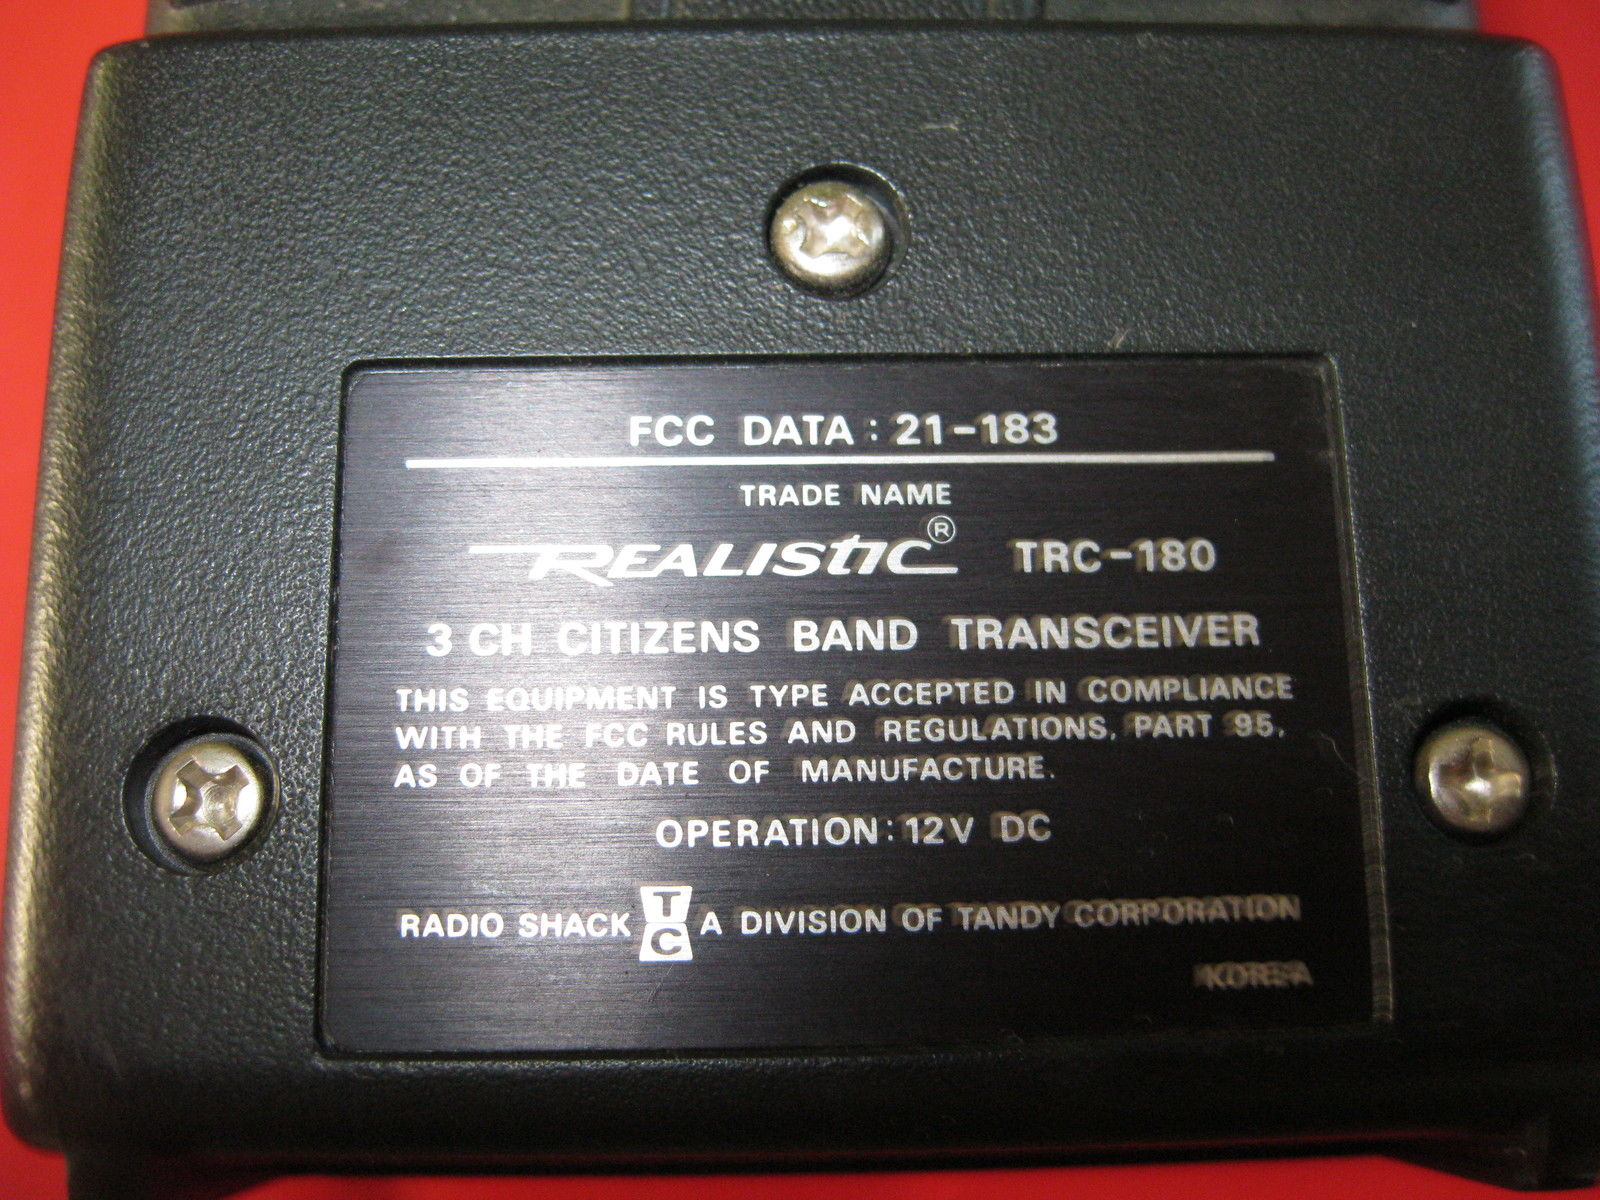 FCC DATA : 21-183
TRADE NAME
REALISTIC ® TRC-180
3 CH CITIZENS BAND TRANSCEIVER
THIS EQUIPMENT IS TYPE ACCEPTED IN COMPLIANCE
WITH THE FCC RULES AND REGULATIONS, PART 95,
AS OF THE DATE OF MANUFACTURE.
OPERATION : 12V DC
RADIO SHACK TC A DIVISION OF TANDY CORPORATION
KOREA